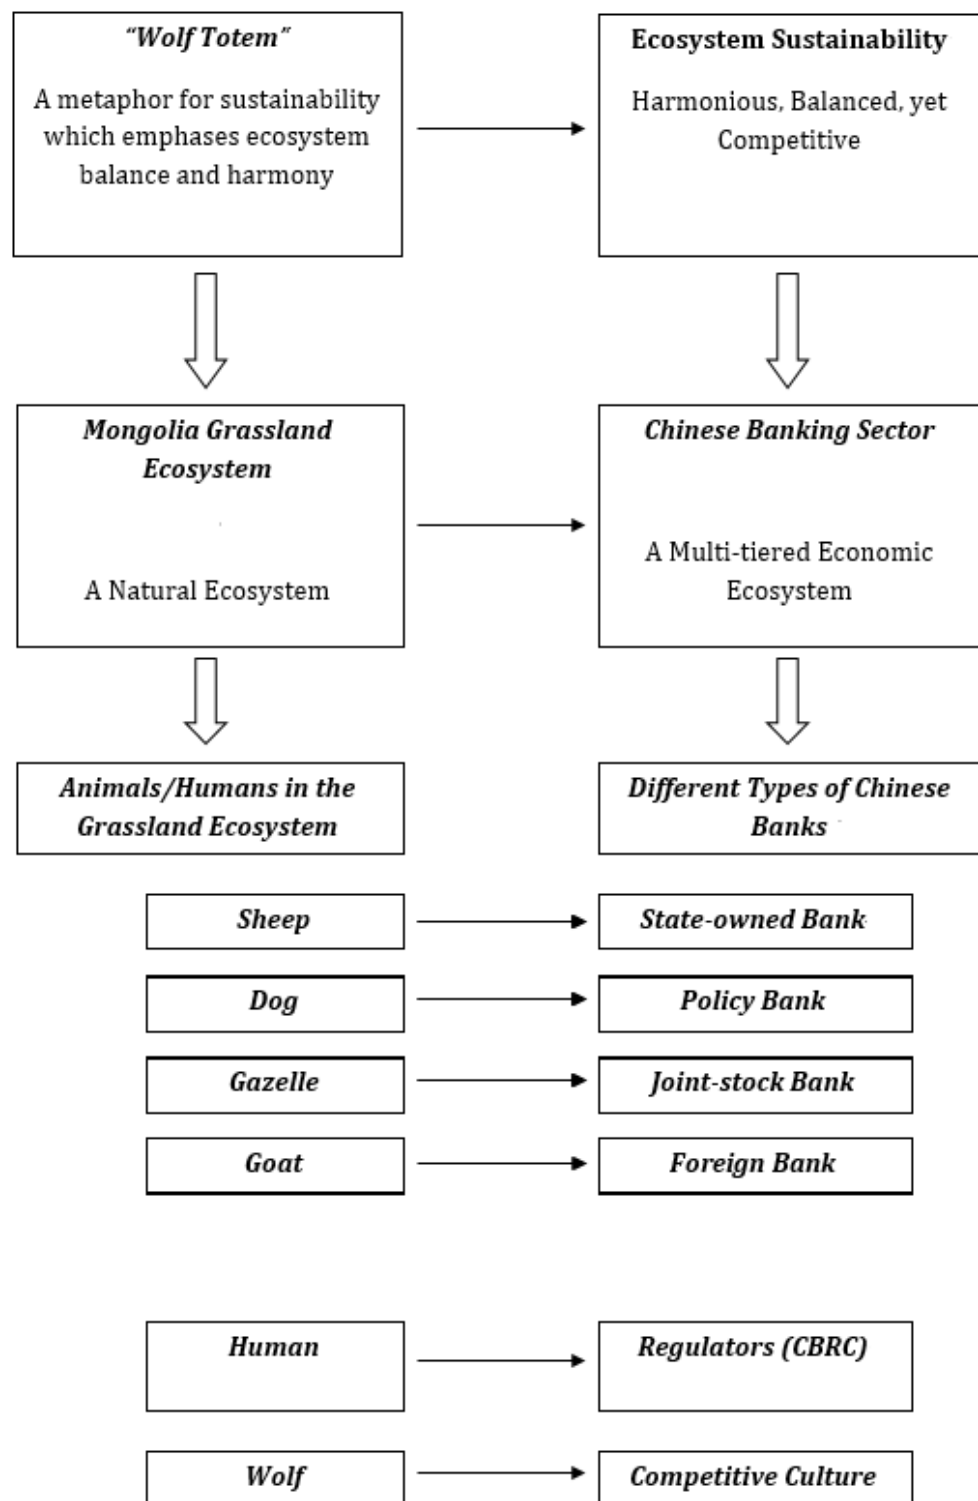 “Wolf Totem”
A metaphor for sustainability
which emphases ecosystem
balance and harmony
Ecosystem Sustainability
Harmonious, Balanced, yet
Competitive
Mongolia Grassland
Ecosystem
A Natural Ecosystem
Chinese Banking Sector
A Multi-tiered Economic
Ecosystem
Animals/Humans in the
Grassland Ecosystem
Different Types of Chinese
Banks
Sheep
State-owned Bank
Dog
Policy Bank
Gazelle
Joint-stock Bank
Goat
Foreign Bank
Human
Regulators (CBRC)
Wolf
Competitive Culture